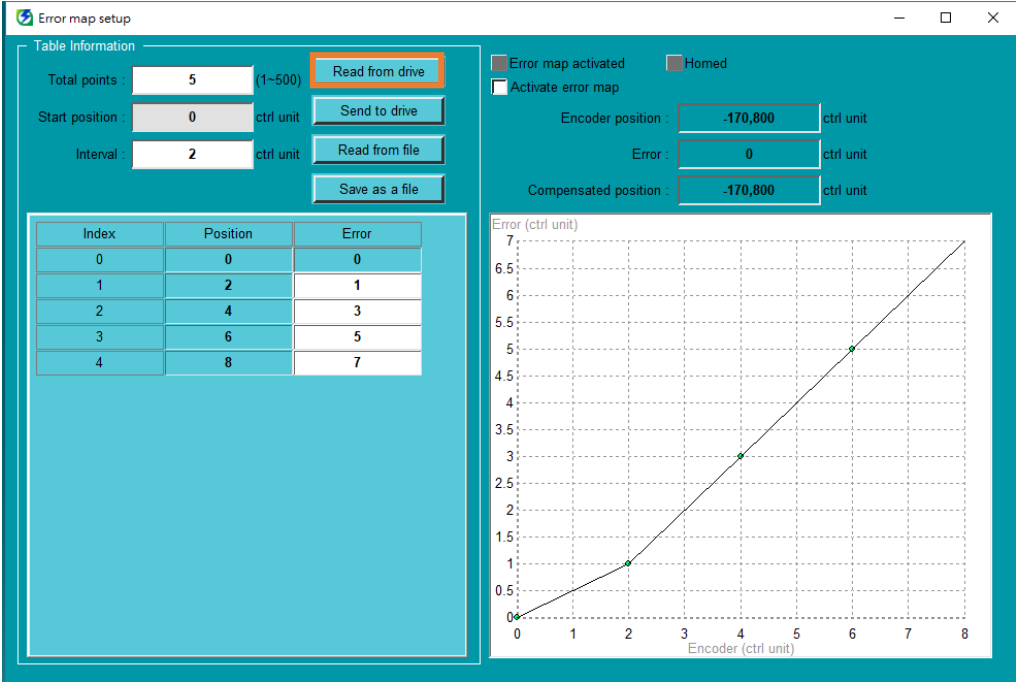 Error map setup
Table Information
Total points : 5 (1~500)
Read from drive
Start position : 0 ctrl unit
Send to drive
Interval : 2 ctrl unit
Read from file
Save as a file
Index Position Error
0 0 0
1 2 1
2 4 3
3 6 5
4 8 7
Error map activated Homed
Activate error map
Encoder position : -170,800 ctrl unit
Error : 0 ctrl unit
Compensated position : -170,800 ctrl unit
Error (ctrl unit)
7
6.5
6
5.5
5
4.5
4
3.5
3
2.5
2
1.5
1
0.5
0
0 1 2 3 4 5 6 7 8
Encoder (ctrl unit)